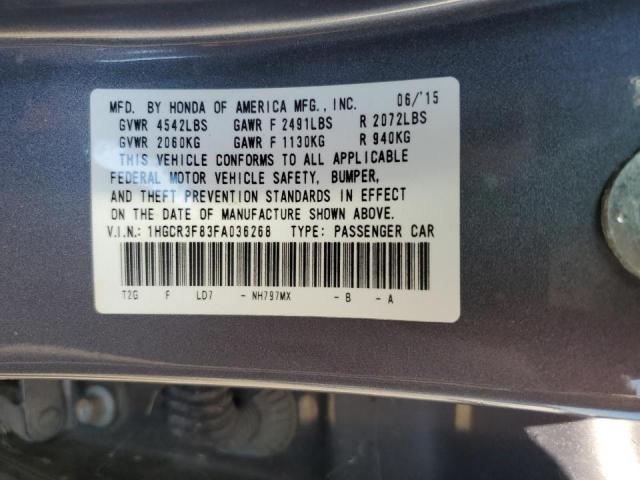 MFD. BY HONDA OF AMERICA MFG., INC. 06/'15
GVWR 4542LBS GAWR F 2491LBS R 2072LBS
GVWR 2060KG GAWR F 1130KG R 940KG
THIS VEHICLE CONFORMS TO ALL APPLICABLE
FEDERAL MOTOR VEHICLE SAFETY, BUMPER,
AND THEFT PREVENTION STANDARDS IN EFFECT
ON THE DATE OF MANUFACTURE SHOWN ABOVE.
V.I.N.: 1HGCR3F83FA036268 TYPE: PASSENGER CAR
T2G F LD7 - NH797MX - B - A